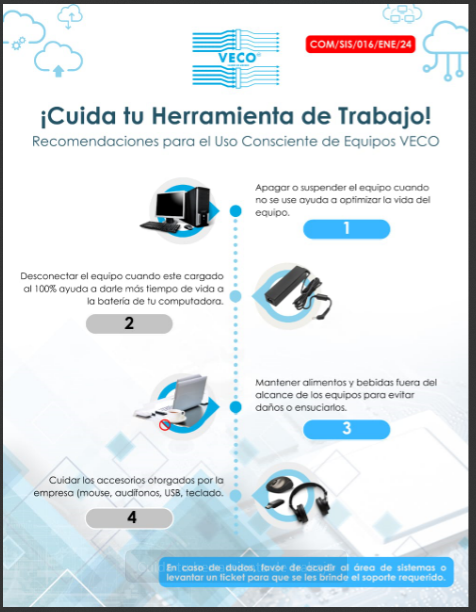 VECO®
COM/SIS/016/ENE/24
¡Cuida tu Herramienta de Trabajo!
Recomendaciones para el Uso Consciente de Equipos VECO
Apagar o suspender el equipo cuando
no se use ayuda a optimizar la vida del
equipo.
1
Desconectar el equipo cuando este cargado
al 100% ayuda a darle más tiempo de vida a
la batería de tu computadora.
2
Mantener alimentos y bebidas fuera del
alcance de los equipos para evitar
daños o ensuciarlos.
3
Cuidar los accesorios otorgados por la
empresa (mouse, audífonos, USB, teclado.
4
En caso de dudas, favor de acudir al área de sistemas o
levantar un ticket para que se les brinde el soporte requerido.